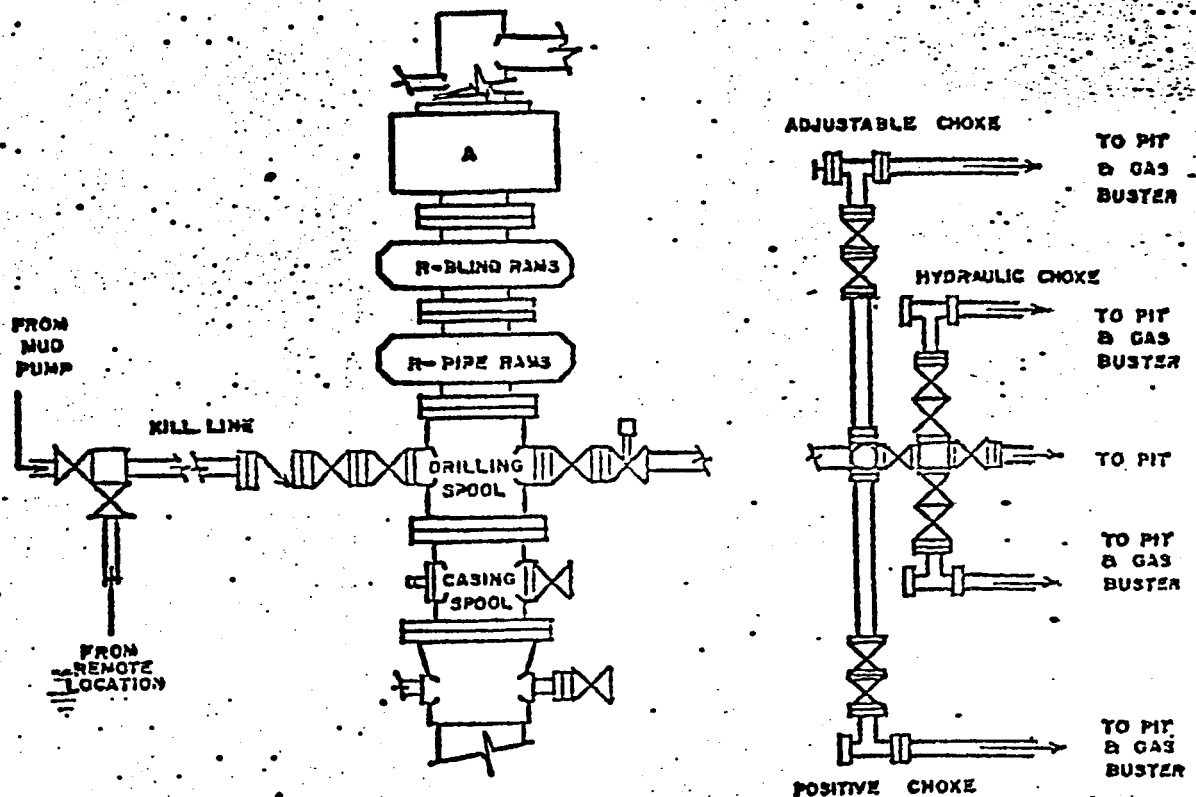 A
R-BLIND RAMS
R-PIPE RAMS
FROM
MUD
PUMP
KILL LINE
DRILLING
SPOOL
CASING
SPOOL
FROM
REMOTE
LOCATION
ADJUSTABLE CHOKE
TO PIT
& GAS
BUSTER
HYDRAULIC CHOKE
TO PIT
& GAS
BUSTER
TO PIT
TO PIT
& GAS
BUSTER
TO PIT
& GAS
BUSTER
POSITIVE CHOKE